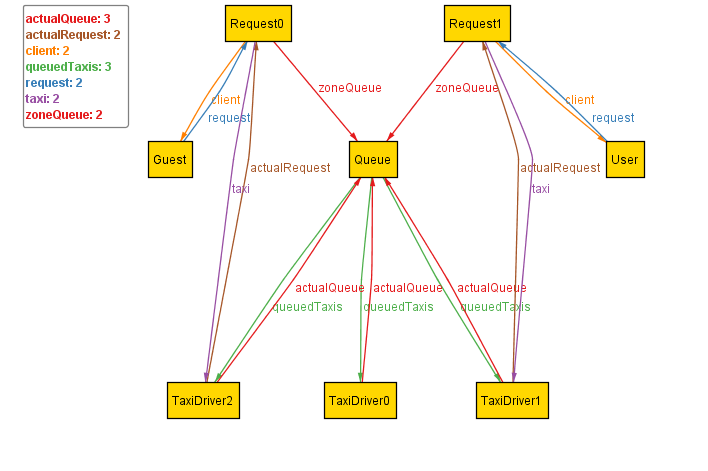 actualQueue: 3
actualRequest: 2
client: 2
queuedTaxis: 3
request: 2
taxi: 2
zoneQueue: 2
Request0
Request1
zoneQueue
zoneQueue
client
client
request
request
Guest
Queue
User
actualRequest
actualRequest
taxi
taxi
actualQueue
actualQueue
actualQueue
queuedTaxis
queuedTaxis
queuedTaxis
TaxiDriver2
TaxiDriver0
TaxiDriver1